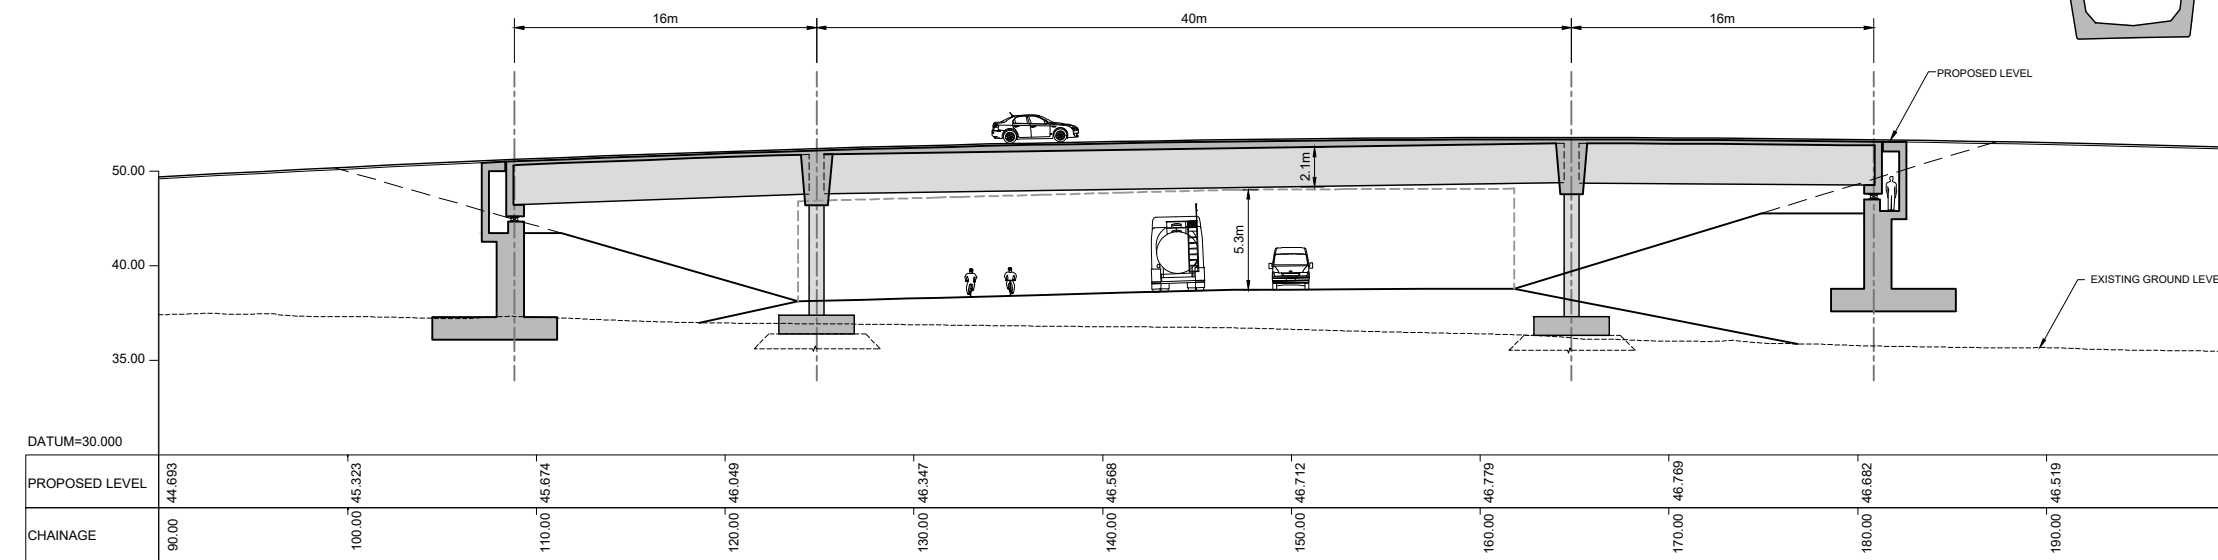 16m 40m 16m
PROPOSED LEVEL
2.1m
50.00
5.3m
40.00
EXISTING GROUND LEVE
35.00
DATUM=30.000
PROPOSED LEVEL 44.693 45.323 45.674 46.049 46.347 46.568 46.712 46.779 46.769 46.682 46.519
CHAINAGE 90.00 100.00 110.00 120.00 130.00 140.00 150.00 160.00 170.00 180.00 190.00